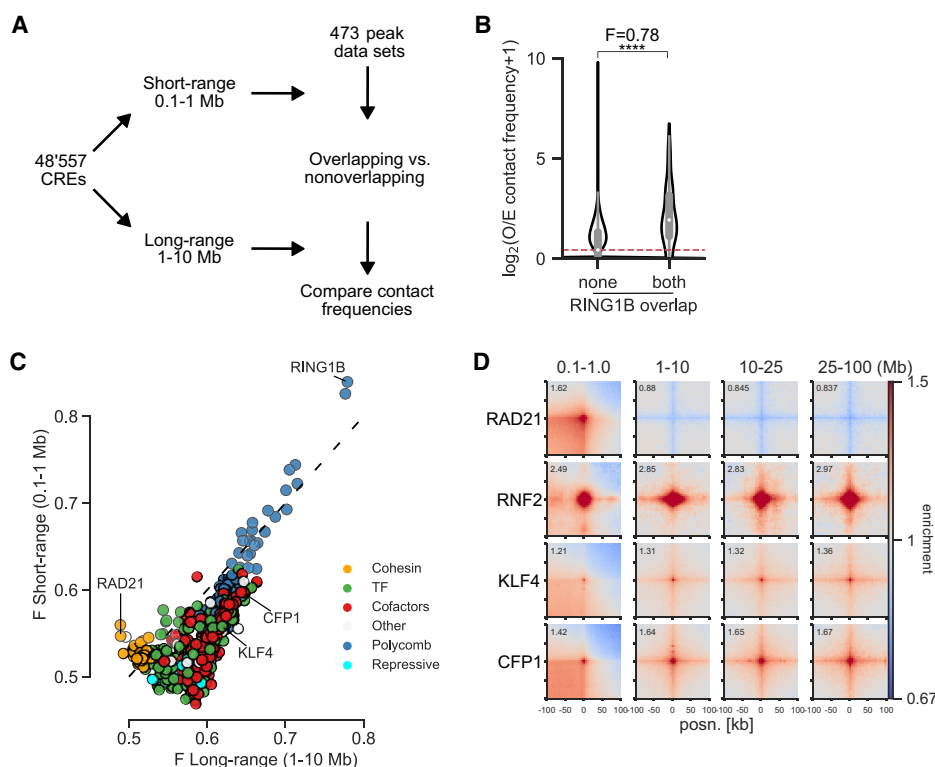 A
473 peak
data sets
Short-range
0.1-1 Mb
48'557
CREs
Overlapping vs.
nonoverlapping
Long-range
1-10 Mb
Compare contact
frequencies
B
F=0.78
****
10
5
0
log2(O/E contact frequency+1)
none both
RING1B overlap
C
RING1B
0.8
0.7
0.6
0.5
F Short-range (0.1-1 Mb)
RAD21
CFP1
KLF4
Cohesin
TF
Cofactors
Other
Polycomb
Repressive
0.5 0.6 0.7 0.8
F Long-range (1-10 Mb)
D
0.1-1.0 1-10 10-25 25-100 (Mb)
RAD21 1.62 0.88 0.845 0.837
RNF2 2.49 2.85 2.83 2.97
KLF4 1.21 1.31 1.32 1.36
CFP1 1.42 1.64 1.65 1.67
-100 -50 0 50 100 -100 -50 0 50 100 -100 -50 0 50 100 -100 -50 0 50 100
posn. [kb]
1.5
1
0.67
enrichment